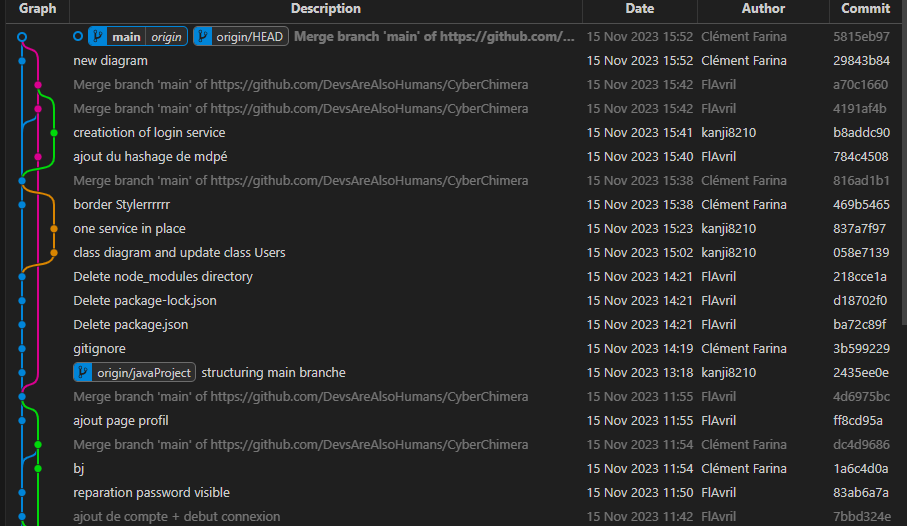 Graph Description Date Author Commit
main origin origin/HEAD Merge branch 'main' of https://github.com/... 15 Nov 2023 15:52 Clément Farina 5815eb97
new diagram 15 Nov 2023 15:52 Clément Farina 29843b84
Merge branch 'main' of https://github.com/DevsAreAlsoHumans/CyberChimera 15 Nov 2023 15:42 FlAvril a70c1660
Merge branch 'main' of https://github.com/DevsAreAlsoHumans/CyberChimera 15 Nov 2023 15:42 FlAvril 4191af4b
creatiotion of login service 15 Nov 2023 15:41 kanji8210 b8addc90
ajout du hashage de mdpé 15 Nov 2023 15:40 FlAvril 784c4508
Merge branch 'main' of https://github.com/DevsAreAlsoHumans/CyberChimera 15 Nov 2023 15:38 Clément Farina 816ad1b1
border Stylerrrrrr 15 Nov 2023 15:38 Clément Farina 469b5465
one service in place 15 Nov 2023 15:23 kanji8210 837a7f97
class diagram and update class Users 15 Nov 2023 15:02 kanji8210 058e7139
Delete node_modules directory 15 Nov 2023 14:21 FlAvril 218cce1a
Delete package-lock.json 15 Nov 2023 14:21 FlAvril d18702f0
Delete package.json 15 Nov 2023 14:21 FlAvril ba72c89f
gitignore 15 Nov 2023 14:19 Clément Farina 3b599229
origin/javaProject structuring main branche 15 Nov 2023 13:18 kanji8210 2435ee0e
Merge branch 'main' of https://github.com/DevsAreAlsoHumans/CyberChimera 15 Nov 2023 11:55 FlAvril 4d6975bc
ajout page profil 15 Nov 2023 11:55 FlAvril ff8cd95a
Merge branch 'main' of https://github.com/DevsAreAlsoHumans/CyberChimera 15 Nov 2023 11:54 Clément Farina dc4d9686
bj 15 Nov 2023 11:54 Clément Farina 1a6c4d0a
reparation password visible 15 Nov 2023 11:50 FlAvril 83ab6a7a
ajout de compte + debut connexion 15 Nov 2023 11:42 FlAvril 7bbd324e